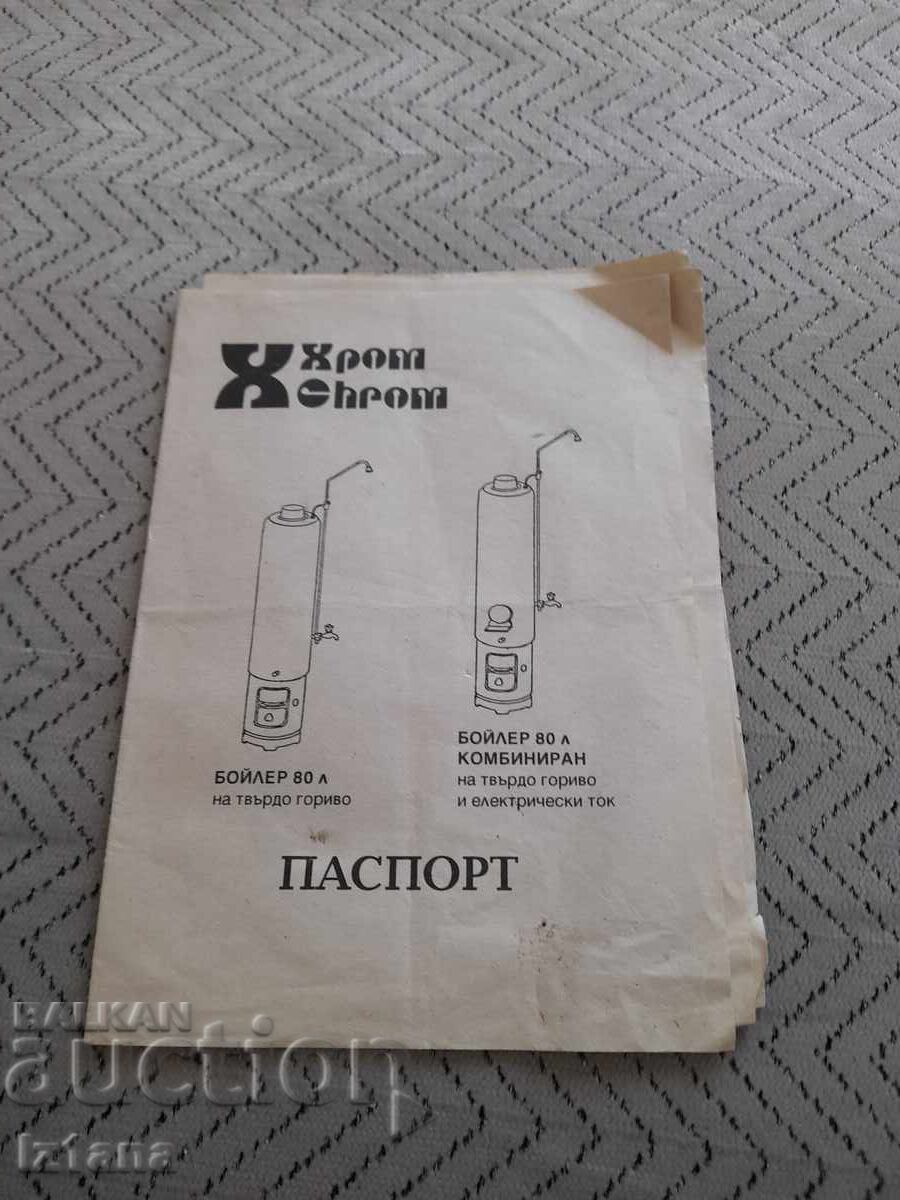 Хром
Chrom
БОЙЛЕР 80 л
на твърдо гориво
БОЙЛЕР 80 л
КОМБИНИРАН
на твърдо гориво
и електрически ток
ПАСПОРТ
BALKAN
auction
Iztana